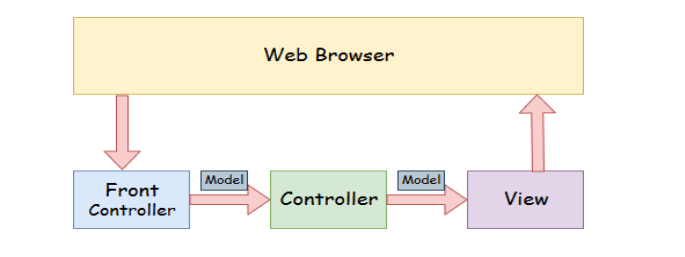 Web Browser
Model
Model
Front
Controller
Controller
View